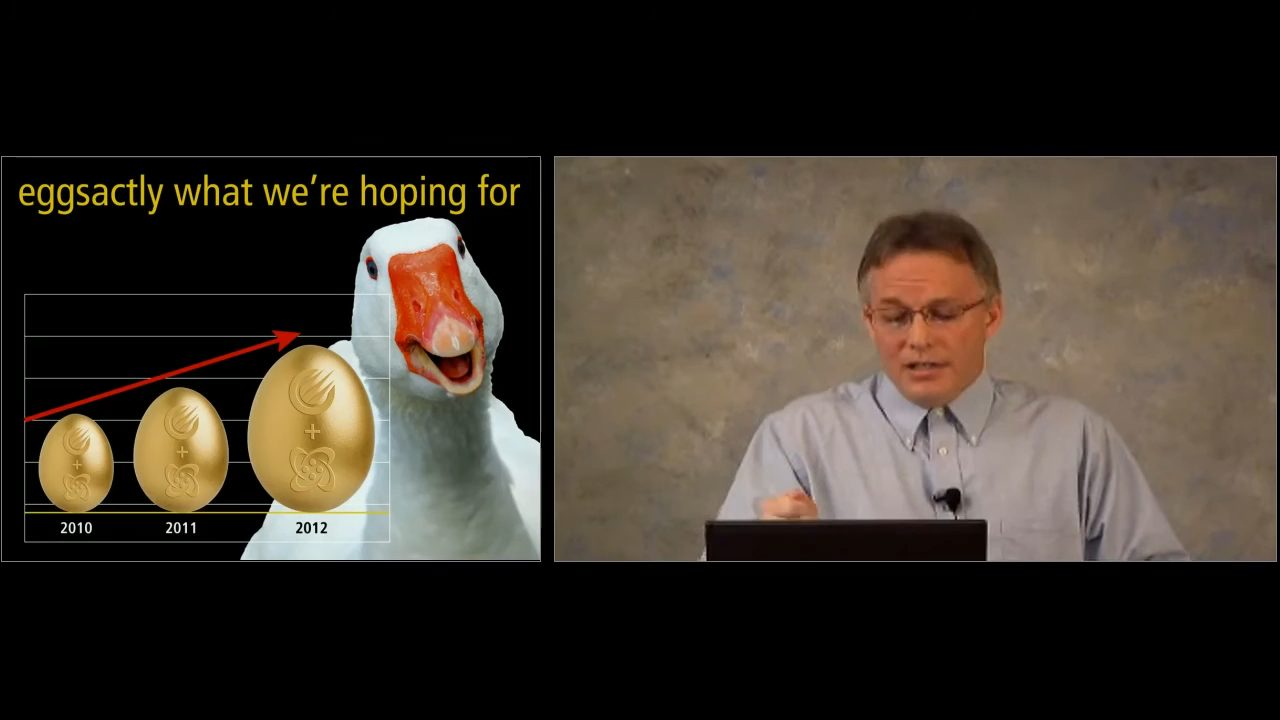 eggsactly what we're hoping for
+
+
+
2010 2011 2012